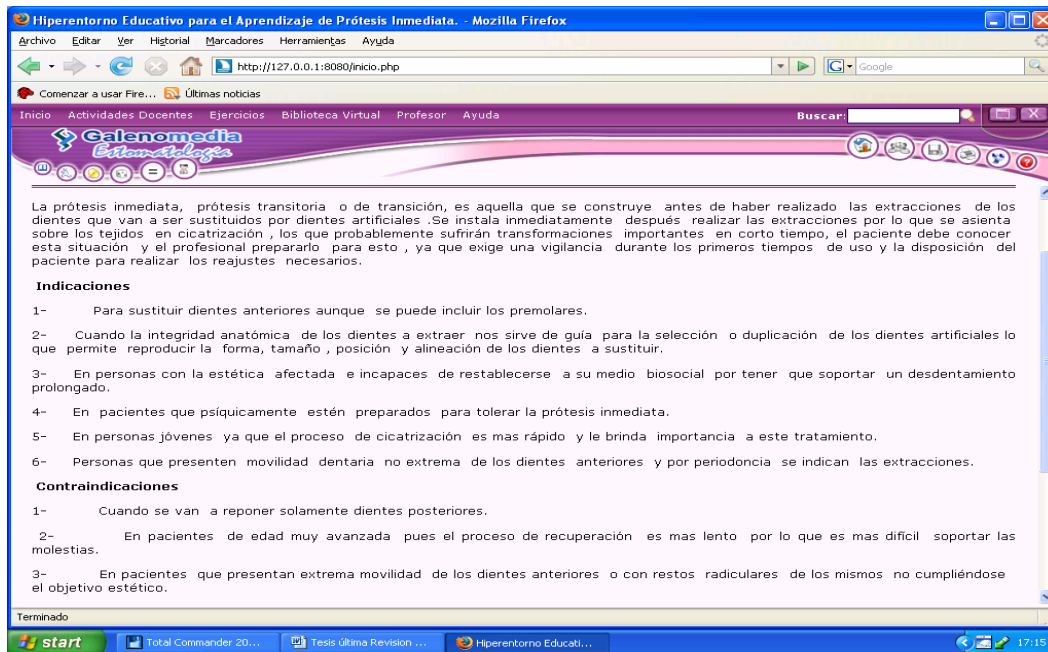 Hiperentorno Educativo para el Aprendizaje de Prótesis Inmediata. - Mozilla Firefox
Archivo Editar Ver Historial Marcadores Herramientas Ayuda
http://127.0.0.1:8080/inicio.php
G Google
Comenzar a usar Fire... Últimas noticias
Inicio Actividades Docentes Ejercicios Biblioteca Virtual Profesor Ayuda Buscar:
Galenomedia
Estomatología
La prótesis inmediata, prótesis transitoria o de transición, es aquella que se construye antes de haber realizado las extracciones de los
dientes que van a ser sustituidos por dientes artificiales .Se instala inmediatamente después realizar las extracciones por lo que se asienta
sobre los tejidos en cicatrización , los que probablemente sufrirán transformaciones importantes en corto tiempo, el paciente debe conocer
esta situación y el profesional prepararlo para esto , ya que exige una vigilancia durante los primeros tiempos de uso y la disposición del
paciente para realizar los reajustes necesarios.
Indicaciones
1- Para sustituir dientes anteriores aunque se puede incluir los premolares.
2- Cuando la integridad anatómica de los dientes a extraer nos sirve de guía para la selección o duplicación de los dientes artificiales lo
que permite reproducir la forma, tamaño , posición y alineación de los dientes a sustituir.
3- En personas con la estética afectada e incapaces de restablecerse a su medio biosocial por tener que soportar un desdentamiento
prolongado.
4- En pacientes que psíquicamente estén preparados para tolerar la prótesis inmediata.
5- En personas jóvenes ya que el proceso de cicatrización es mas rápido y le brinda importancia a este tratamiento.
6- Personas que presenten movilidad dentaria no extrema de los dientes anteriores y por periodoncia se indican las extracciones.
Contraindicaciones
1- Cuando se van a reponer solamente dientes posteriores.
2- En pacientes de edad muy avanzada pues el proceso de recuperación es mas lento por lo que es mas difícil soportar las
molestias.
3- En pacientes que presentan extrema movilidad de los dientes anteriores o con restos radiculares de los mismos no cumpliéndose
el objetivo estético.
Terminado
start Total Commander 20... Tesis última Revision ... Hiperentorno Educati... 17:15